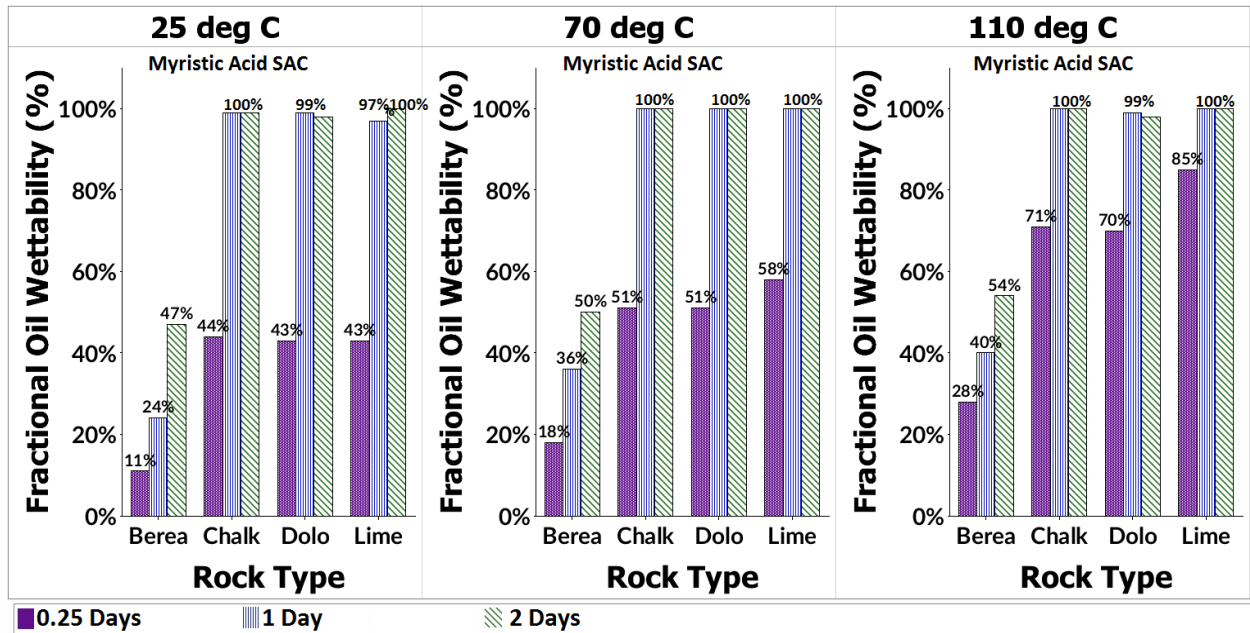 25 deg C
70 deg C
110 deg C
Myristic Acid SAC
Fractional Oil Wettability (%)
100%
80%
60%
40%
20%
0%
11%
24%
47%
44%
100%
43%
99%
43%
97%
100%
Berea Chalk Dolo Lime
Rock Type
Myristic Acid SAC
Fractional Oil Wettability (%)
100%
80%
60%
40%
20%
0%
18%
36%
50%
51%
100%
51%
100%
58%
100%
Berea Chalk Dolo Lime
Rock Type
Myristic Acid SAC
Fractional Oil Wettability (%)
100%
80%
60%
40%
20%
0%
28%
40%
54%
71%
100%
70%
99%
85%
100%
Berea Chalk Dolo Lime
Rock Type
0.25 Days 1 Day 2 Days